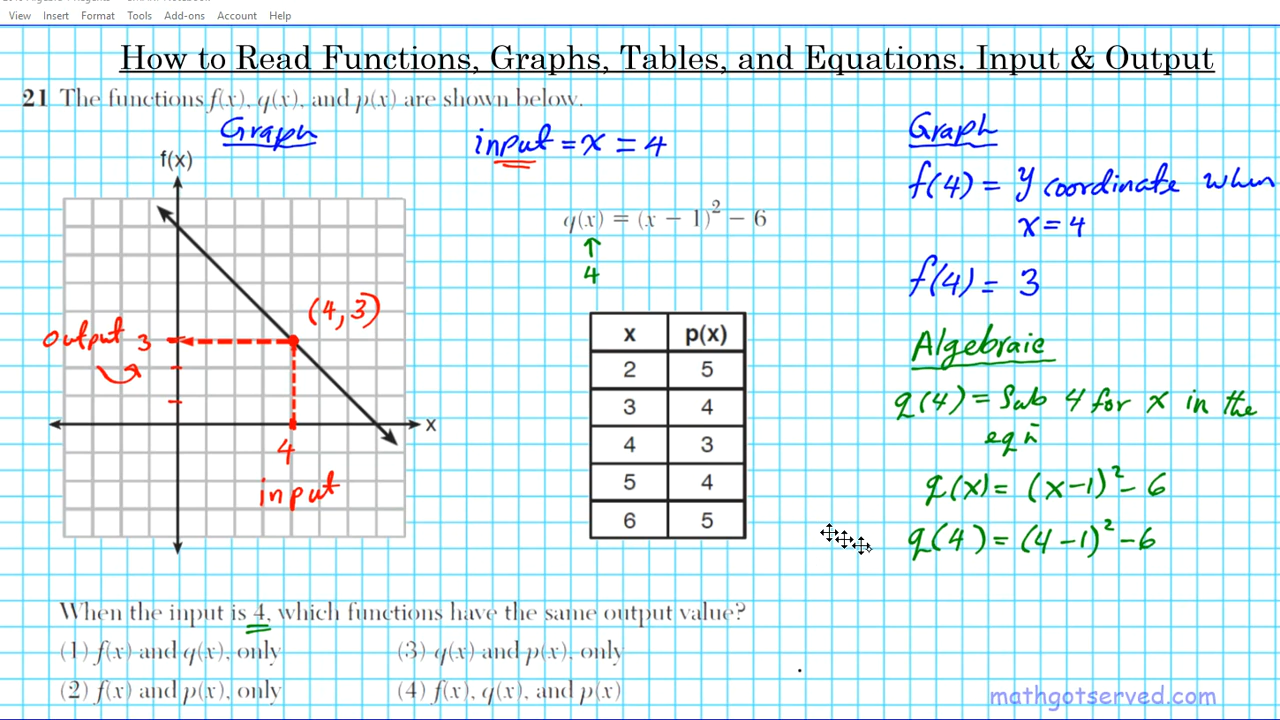 View Insert Format Tools Add-ons Account Help
How to Read Functions, Graphs, Tables, and Equations. Input & Output
21 The functions f(x), q(x), and p(x) are shown below.
Graph
f(x)
(4, 3)
Output 3
x
4
input
input = x = 4
q(x) = (x − 1)² − 6
↑
4
x p(x)
2 5
3 4
4 3
5 4
6 5
Graph
f(4) = y coordinate when
x = 4
f(4) = 3
Algebraic
q(4) = Sub 4 for x in the
eqn
q(x) = (x−1)² − 6
q(4) = (4−1)² − 6
When the input is 4, which functions have the same output value?
(1) f(x) and q(x), only
(3) q(x) and p(x), only
(2) f(x) and p(x), only
(4) f(x), q(x), and p(x)
mathgotserved.com